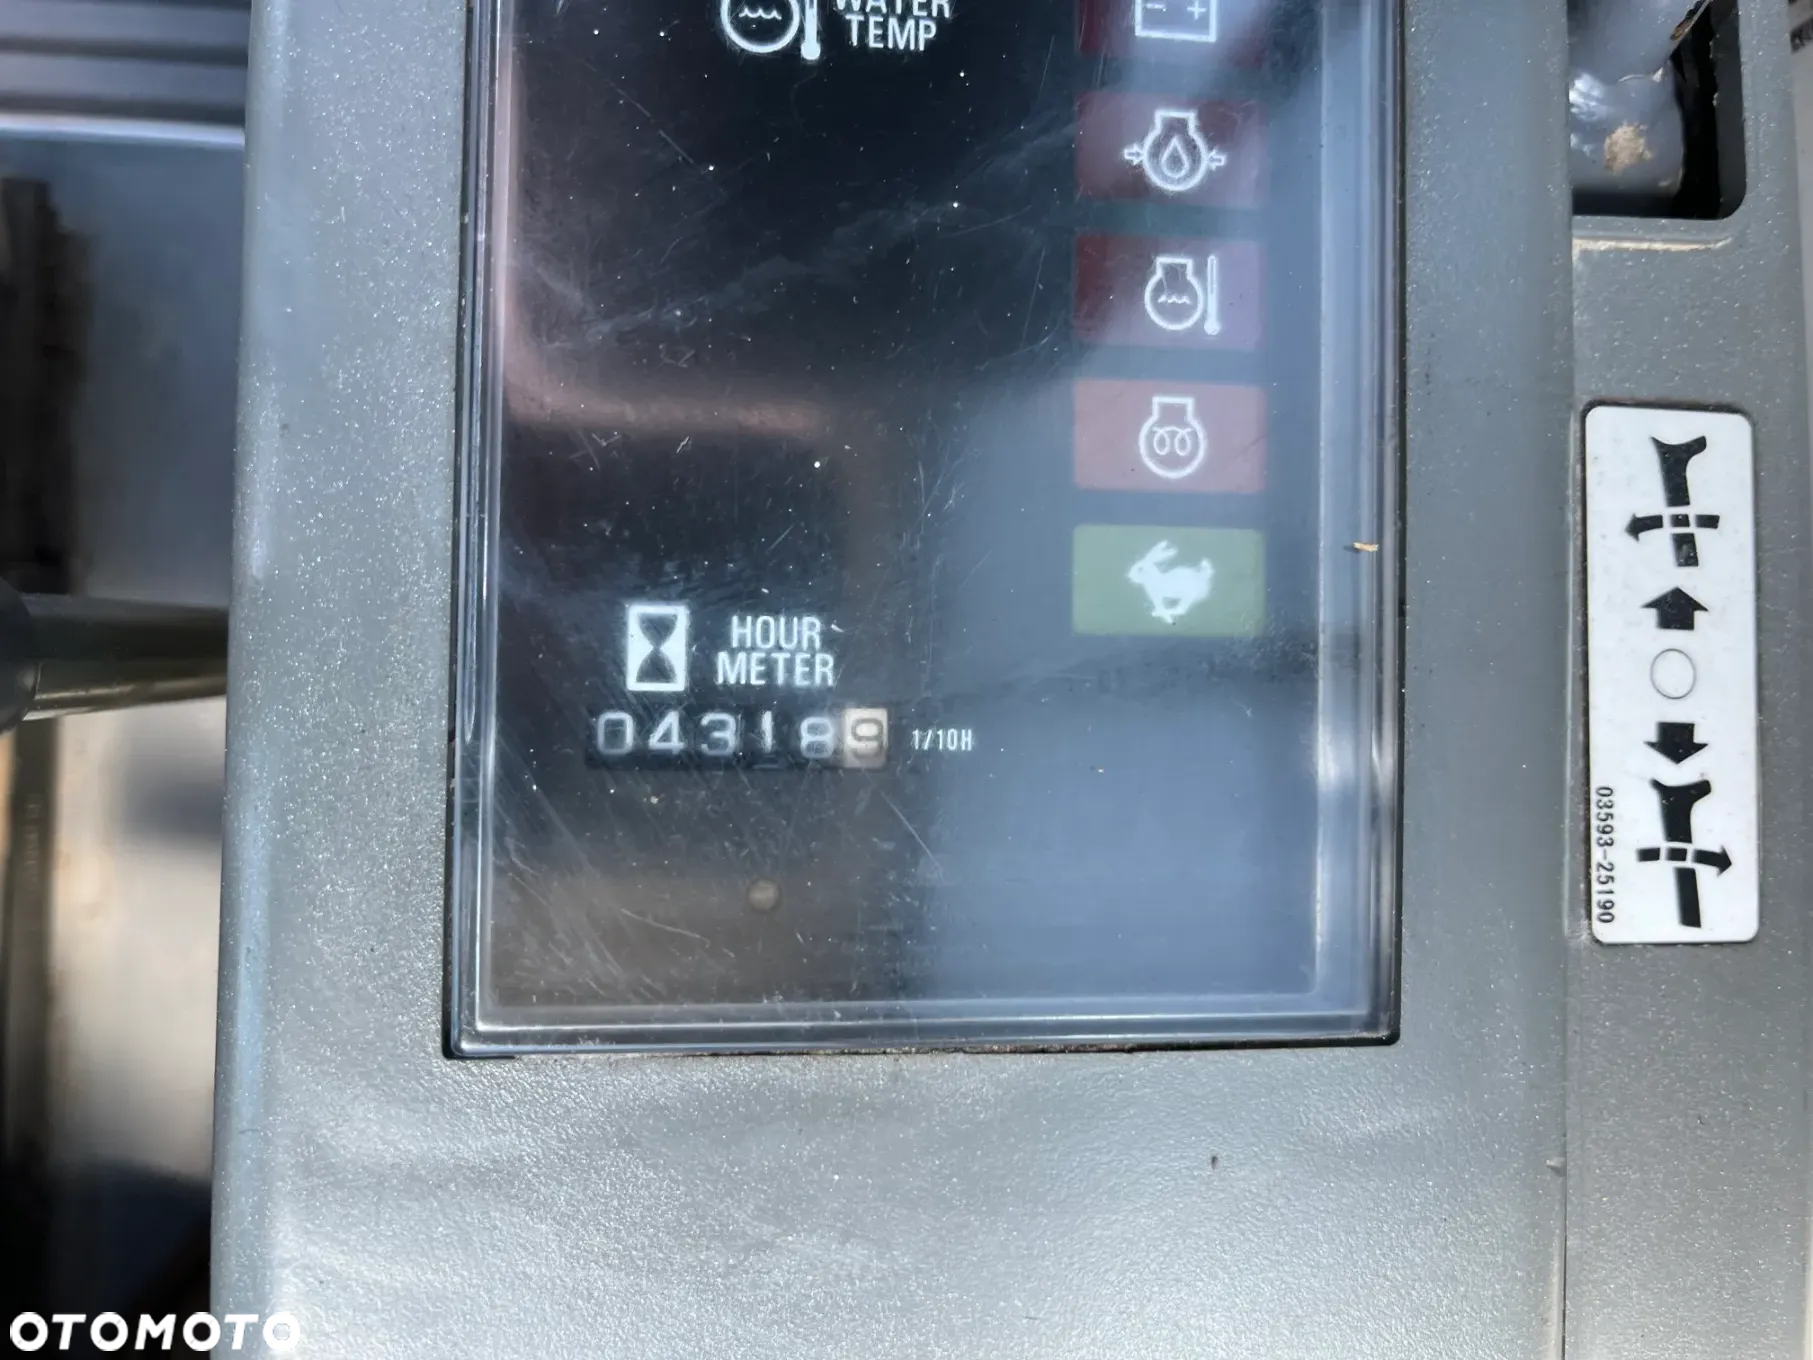 WATER
TEMP
- +
HOUR
METER
043189 1/10H
03593-25190
OTOMOTO